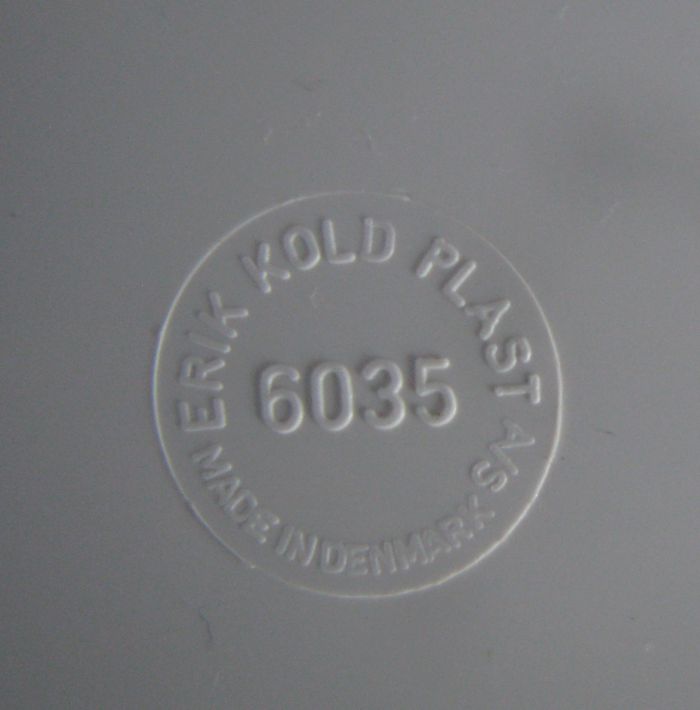 ERIK KOLD PLAST A/S
6035
MADE IN DENMARK